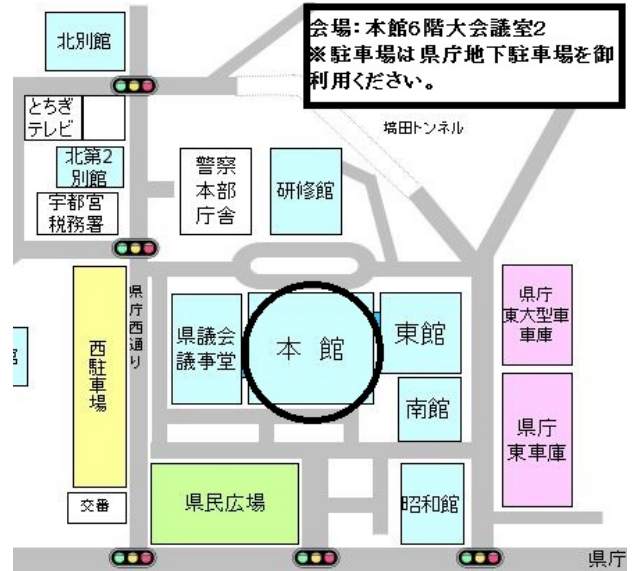 会場:本館6階大会議室2
※駐車場は県庁地下駐車場を御
利用ください。
北別館
とちぎ
テレビ
塙田トンネル
北第2
別館
警察
本部
庁舎
研修館
宇都宮
税務署
県庁西通り
県議会
議事堂
本 館
東館
県庁
東大型車
車庫
館
西駐車場
南館
県庁
東車庫
交番
県民広場
昭和館
県庁